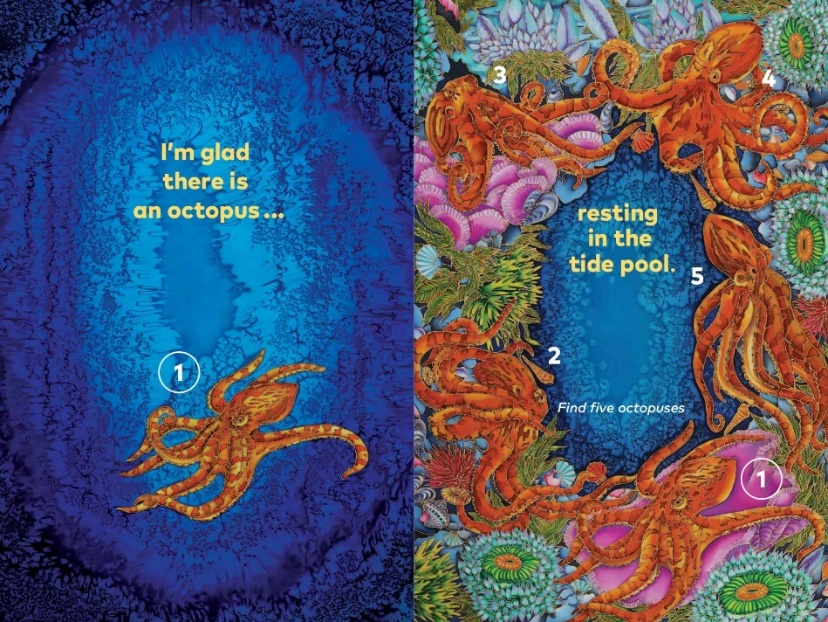 I'm glad
there is
an octopus...
1
3
4
resting
in the
tide pool.
5
2
Find five octopuses
1